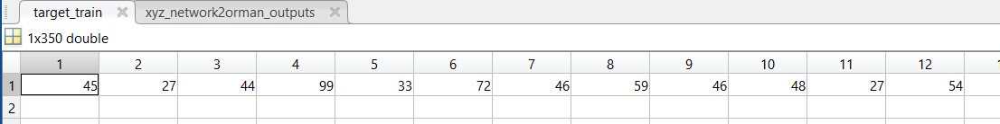 target_train xyz_network2orman_outputs
1x350 double
1 2 3 4 5 6 7 8 9 10 11 12
1 45 27 44 99 33 72 46 59 46 48 27 54
2